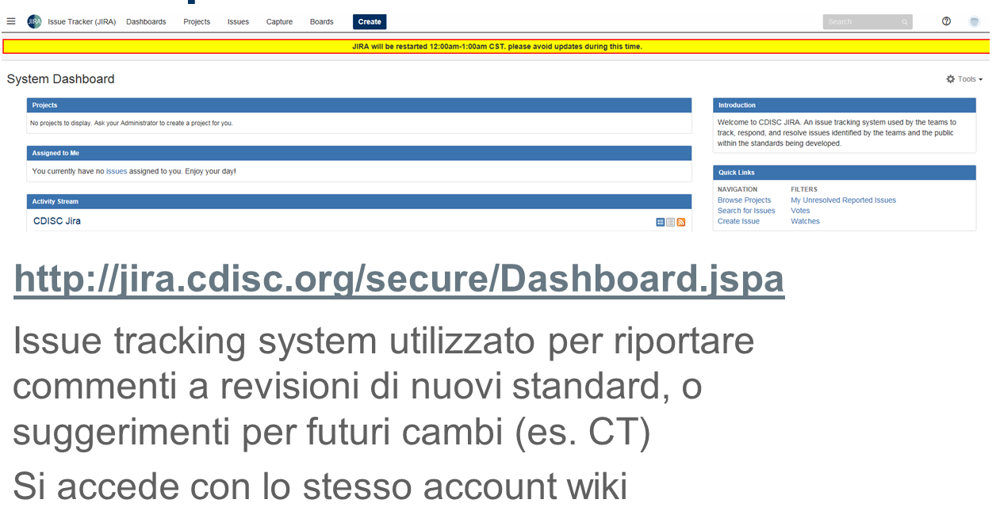 JIRA Issue Tracker (JIRA) Dashboards Projects Issues Capture Boards Create Search
JIRA will be restarted 12:00am-1:00am CST. please avoid updates during this time.
System Dashboard
Tools
Projects
No projects to display. Ask your Administrator to create a project for you.
Assigned to Me
You currently have no issues assigned to you. Enjoy your day!
Activity Stream
CDISC Jira
Introduction
Welcome to CDISC JIRA. An issue tracking system used by the teams to
track, respond, and resolve issues identified by the teams and the public
within the standards being developed.
Quick Links
NAVIGATION FILTERS
Browse Projects My Unresolved Reported Issues
Search for Issues Votes
Create Issue Watches
http://jira.cdisc.org/secure/Dashboard.jspa
Issue tracking system utilizzato per riportare
commenti a revisioni di nuovi standard, o
suggerimenti per futuri cambi (es. CT)
Si accede con lo stesso account wiki